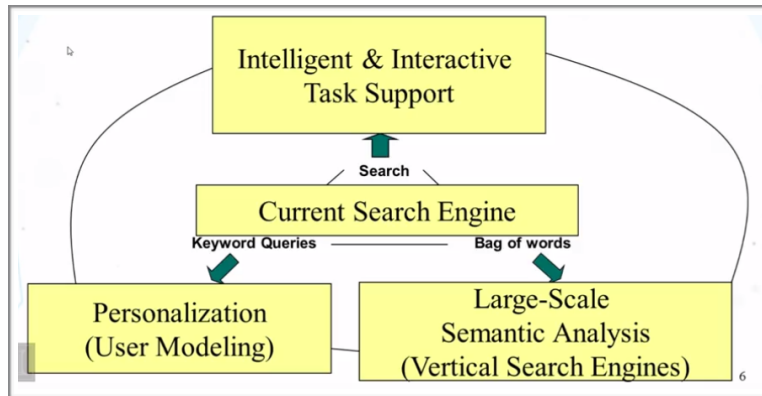 Intelligent & Interactive
Task Support
Search
Current Search Engine
Keyword Queries
Bag of words
Personalization
(User Modeling)
Large-Scale
Semantic Analysis
(Vertical Search Engines)
6